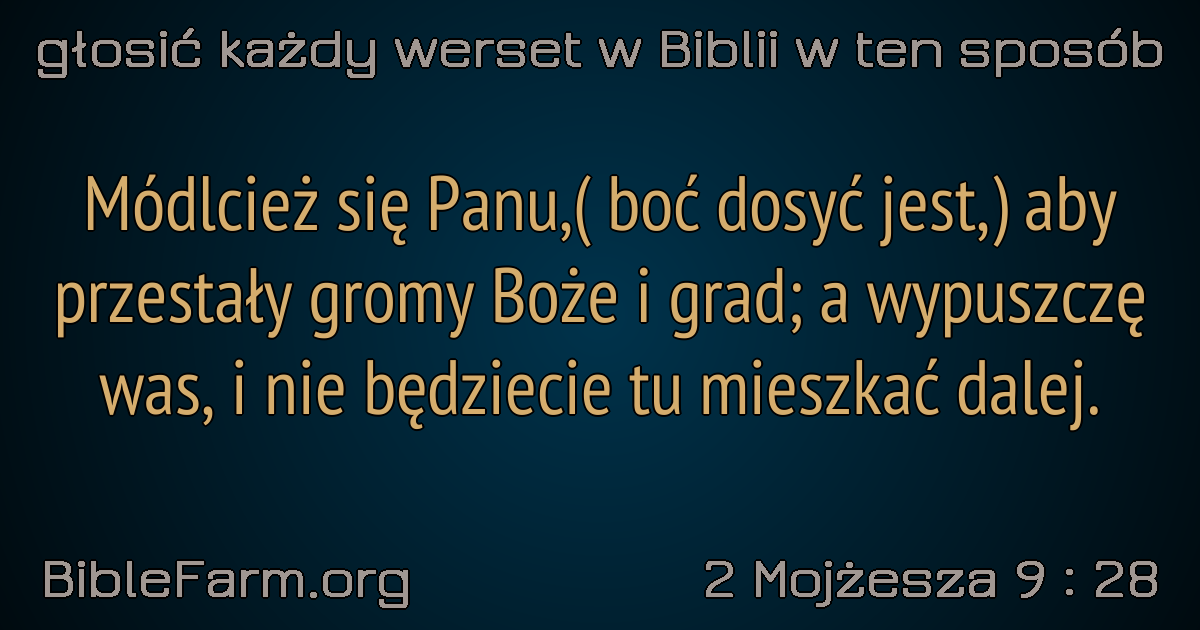 głosić każdy werset w Biblii w ten sposób
Módlcież się Panu,( boć dosyć jest,) aby
przestały gromy Boże i grad; a wypuszczę
was, i nie będziecie tu mieszkać dalej.
BibleFarm.org
2 Mojżesza 9 : 28